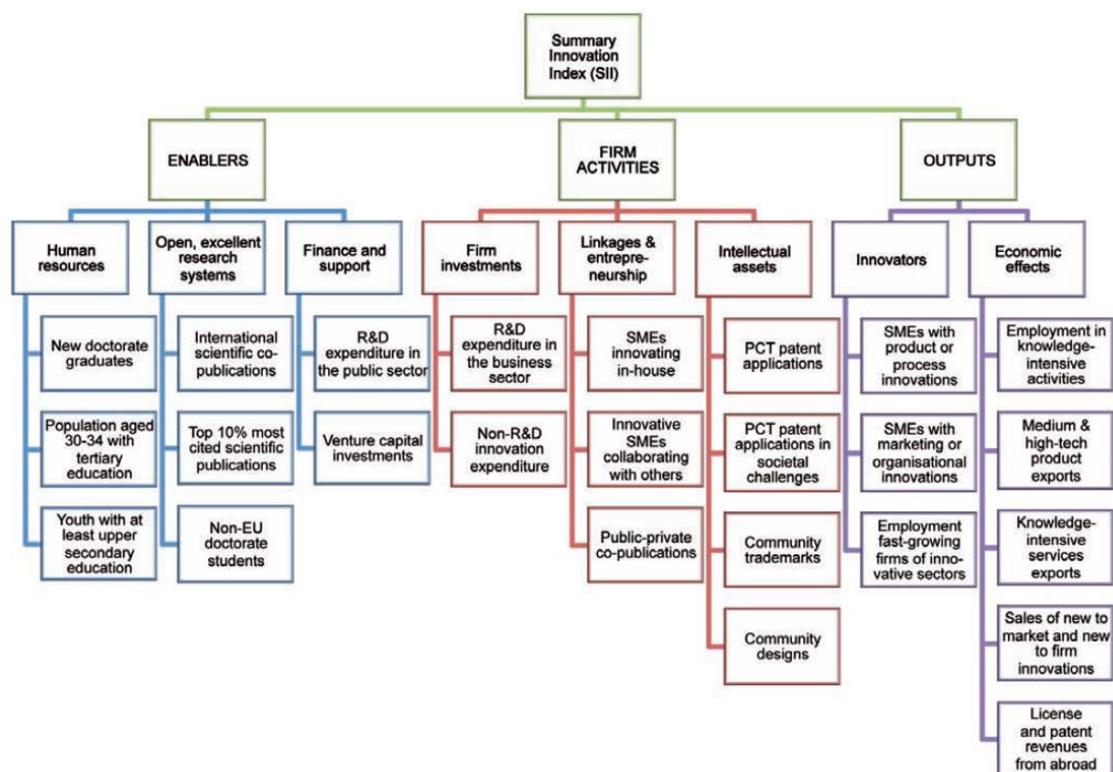 Summary
Innovation
Index (SII)
ENABLERS
FIRM
ACTIVITIES
OUTPUTS
Human
resources
Open, excellent
research
systems
Finance and
support
Firm
investments
Linkages &
entrepre-
neurship
Intellectual
assets
Innovators
Economic
effects
New doctorate
graduates
International
scientific co-
publications
R&D
expenditure in
the public sector
R&D
expenditure in
the business
sector
SMEs
innovating
in-house
PCT patent
applications
SMEs with
product or
process
innovations
Employment in
knowledge-
intensive
activities
Population aged
30-34 with
tertiary
education
Top 10% most
cited scientific
publications
Venture capital
investments
Non-R&D
innovation
expenditure
Innovative
SMEs
collaborating
with others
PCT patent
applications in
societal
challenges
SMEs with
marketing or
organisational
innovations
Medium &
high-tech
product
exports
Youth with at
least upper
secondary
education
Non-EU
doctorate
students
Public-private
co-publications
Community
trademarks
Employment
fast-growing
firms of inno-
vative sectors
Knowledge-
intensive
services
exports
Community
designs
Sales of new to
market and new
to firm
innovations
License
and patent
revenues
from abroad